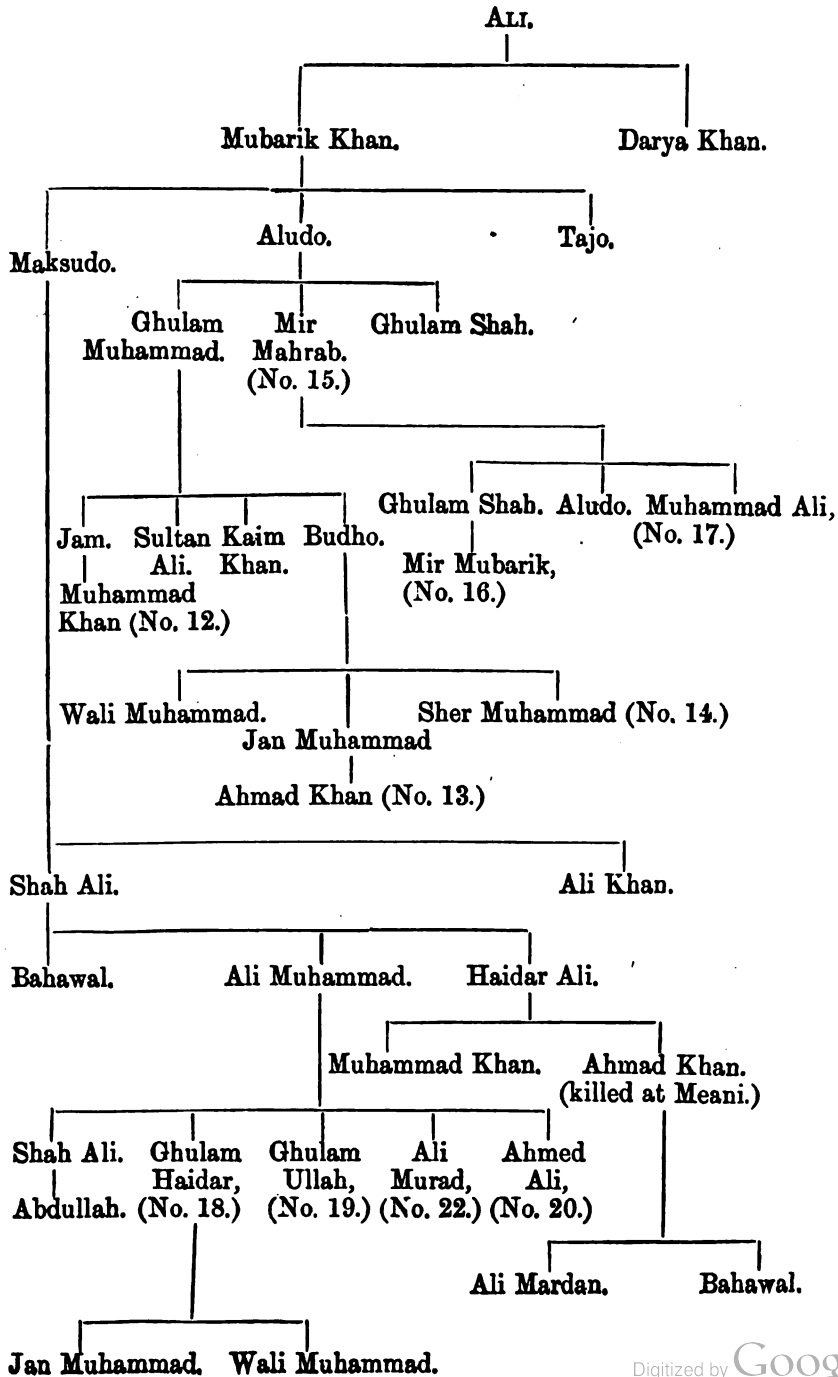 ALI.
Mubarik Khan. Darya Khan.
Aludo. Tajo.
Maksudo.
Ghulam Mir Ghulam Shah.
Muhammad. Mahrab.
(No. 15.)
Ghulam Shah. Aludo. Muhammad Ali,
(No. 17.)
Jam. Sultan Kaim Budho.
Ali. Khan.
Mir Mubarik,
(No. 16.)
Muhammad
Khan (No. 12.)
Wali Muhammad. Sher Muhammad (No. 14.)
Jan Muhammad
Ahmad Khan (No. 13.)
Shah Ali. Ali Khan.
Bahawal. Ali Muhammad. Haidar Ali.
Muhammad Khan. Ahmad Khan.
(killed at Meani.)
Shah Ali. Ghulam Ghulam Ali Ahmed
Haidar, Ullah, Murad, Ali,
Abdullah. (No. 18.) (No. 19.) (No. 22.) (No. 20.)
Ali Mardan. Bahawal.
Jan Muhammad. Wali Muhammad.
Digitized by Goog